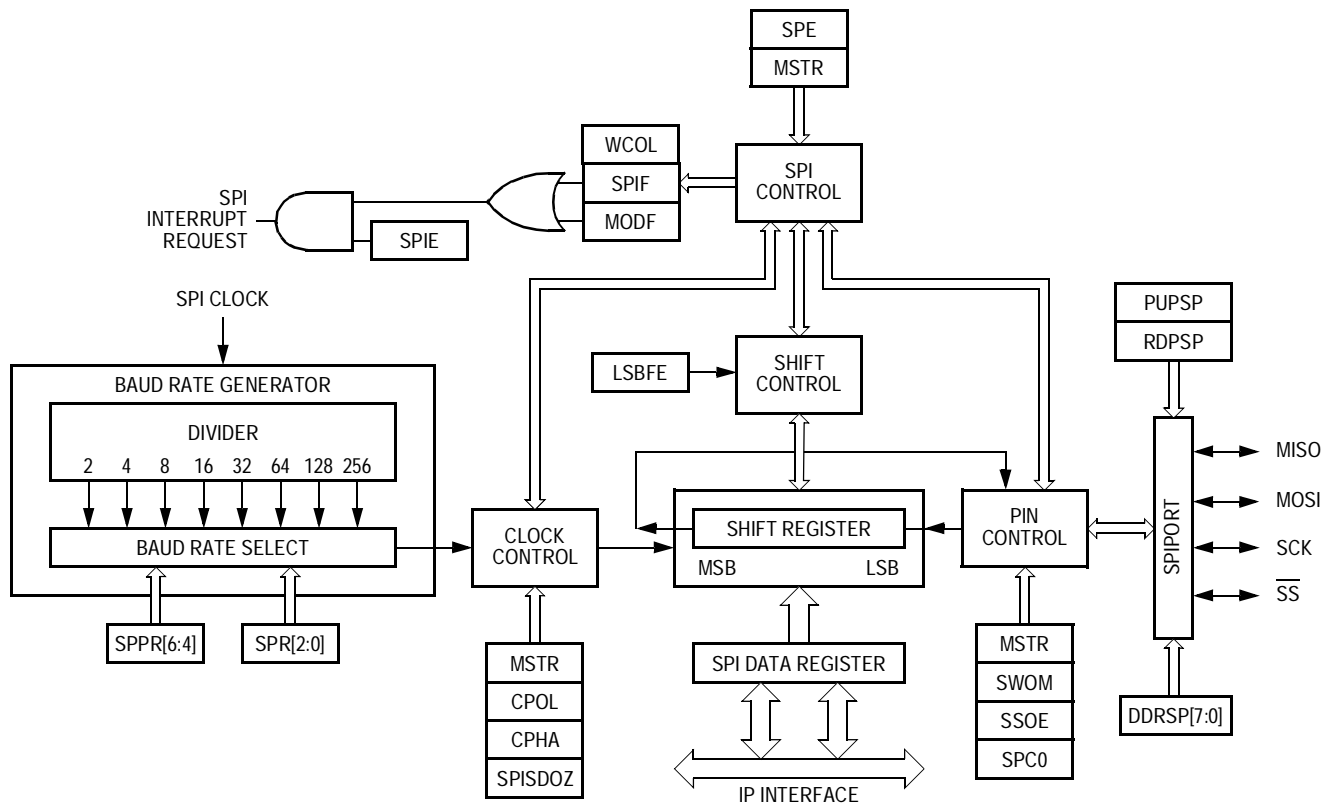 SPE
MSTR
WCOL
SPIF
MODF
SPI
CONTROL
SPI
INTERRUPT
REQUEST
SPIE
SPI CLOCK
PUPSP
RDPSP
LSBFE
SHIFT
CONTROL
BAUD RATE GENERATOR
DIVIDER
2 4 8 16 32 64 128 256
BAUD RATE SELECT
SPPR[6:4]
SPR[2:0]
CLOCK
CONTROL
MSTR
CPOL
CPHA
SPISDOZ
SHIFT REGISTER
MSB LSB
SPI DATA REGISTER
IP INTERFACE
PIN
CONTROL
MSTR
SWOM
SSOE
SPC0
SPIPORT
MISO
MOSI
SCK
S̅S̅
DDRSP[7:0]